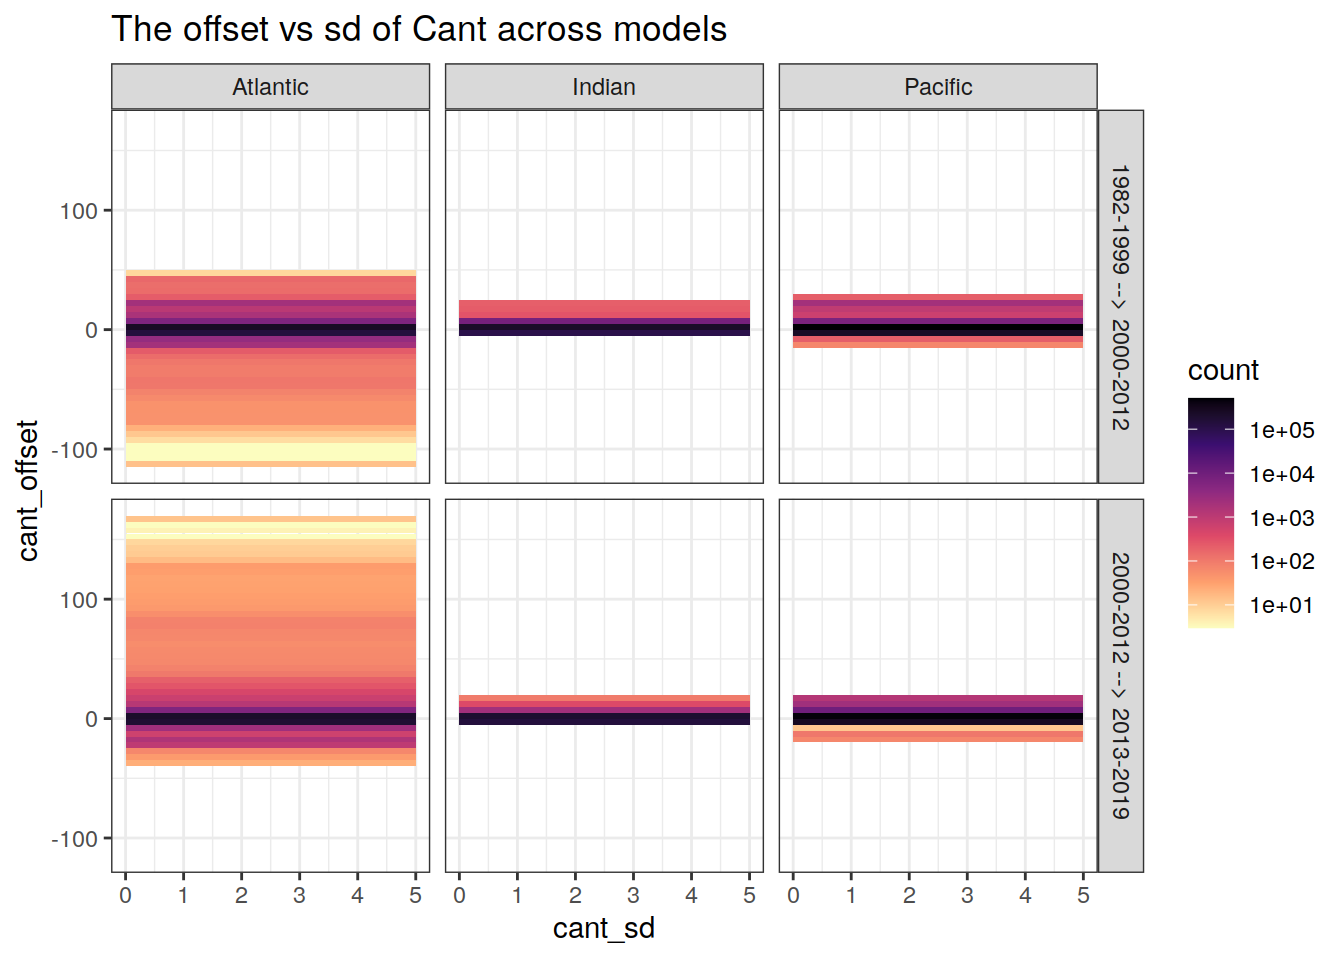 The offset vs sd of Cant across models
Atlantic
Indian
Pacific
100
0
-100
1982-1999 --> 2000-2012
100
0
-100
2000-2012 --> 2013-2019
0 1 2 3 4 5
0 1 2 3 4 5
0 1 2 3 4 5
cant_sd
cant_offset
count
1e+05
1e+04
1e+03
1e+02
1e+01